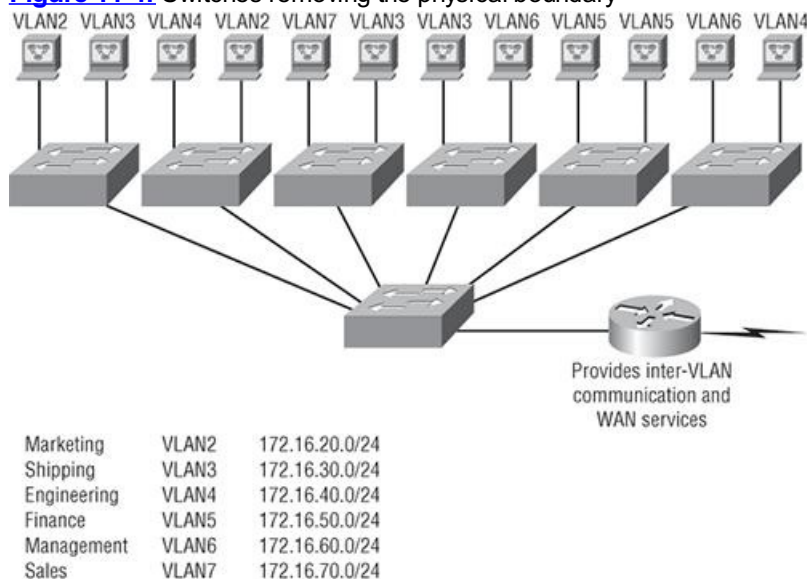 Figure 11-4: Switches removing the physical boundary
VLAN2 VLAN3 VLAN4 VLAN2 VLAN7 VLAN3 VLAN3 VLAN6 VLAN5 VLAN5 VLAN6 VLAN4
Provides inter-VLAN
communication and
WAN services
Marketing VLAN2 172.16.20.0/24
Shipping VLAN3 172.16.30.0/24
Engineering VLAN4 172.16.40.0/24
Finance VLAN5 172.16.50.0/24
Management VLAN6 172.16.60.0/24
Sales VLAN7 172.16.70.0/24